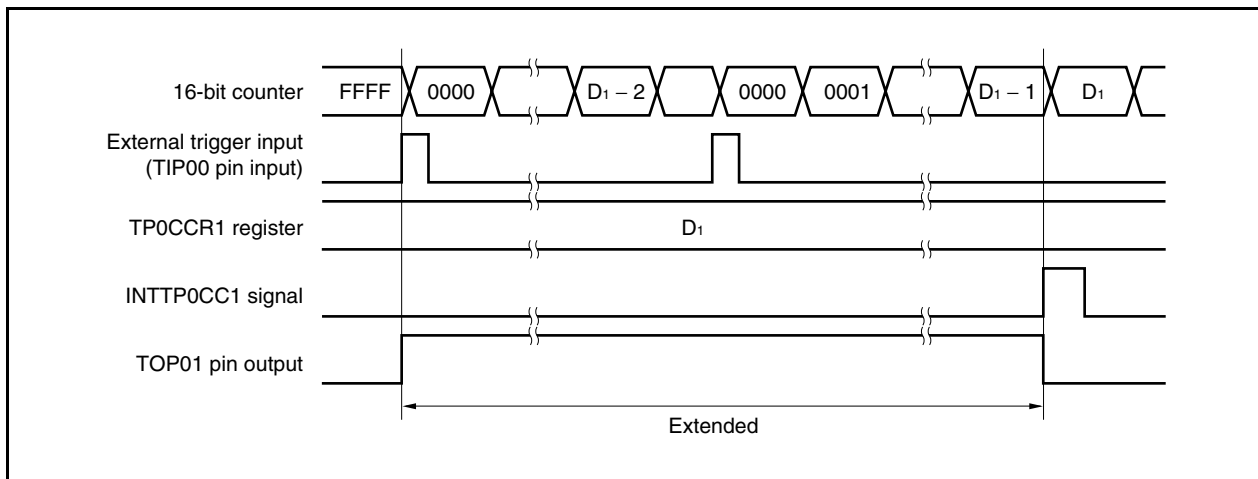 16-bit counter FFFF 0000 D₁ − 2 0000 0001 D₁ − 1 D₁
External trigger input
(TIP00 pin input)
TP0CCR1 register D₁
INTTP0CC1 signal
TOP01 pin output
Extended